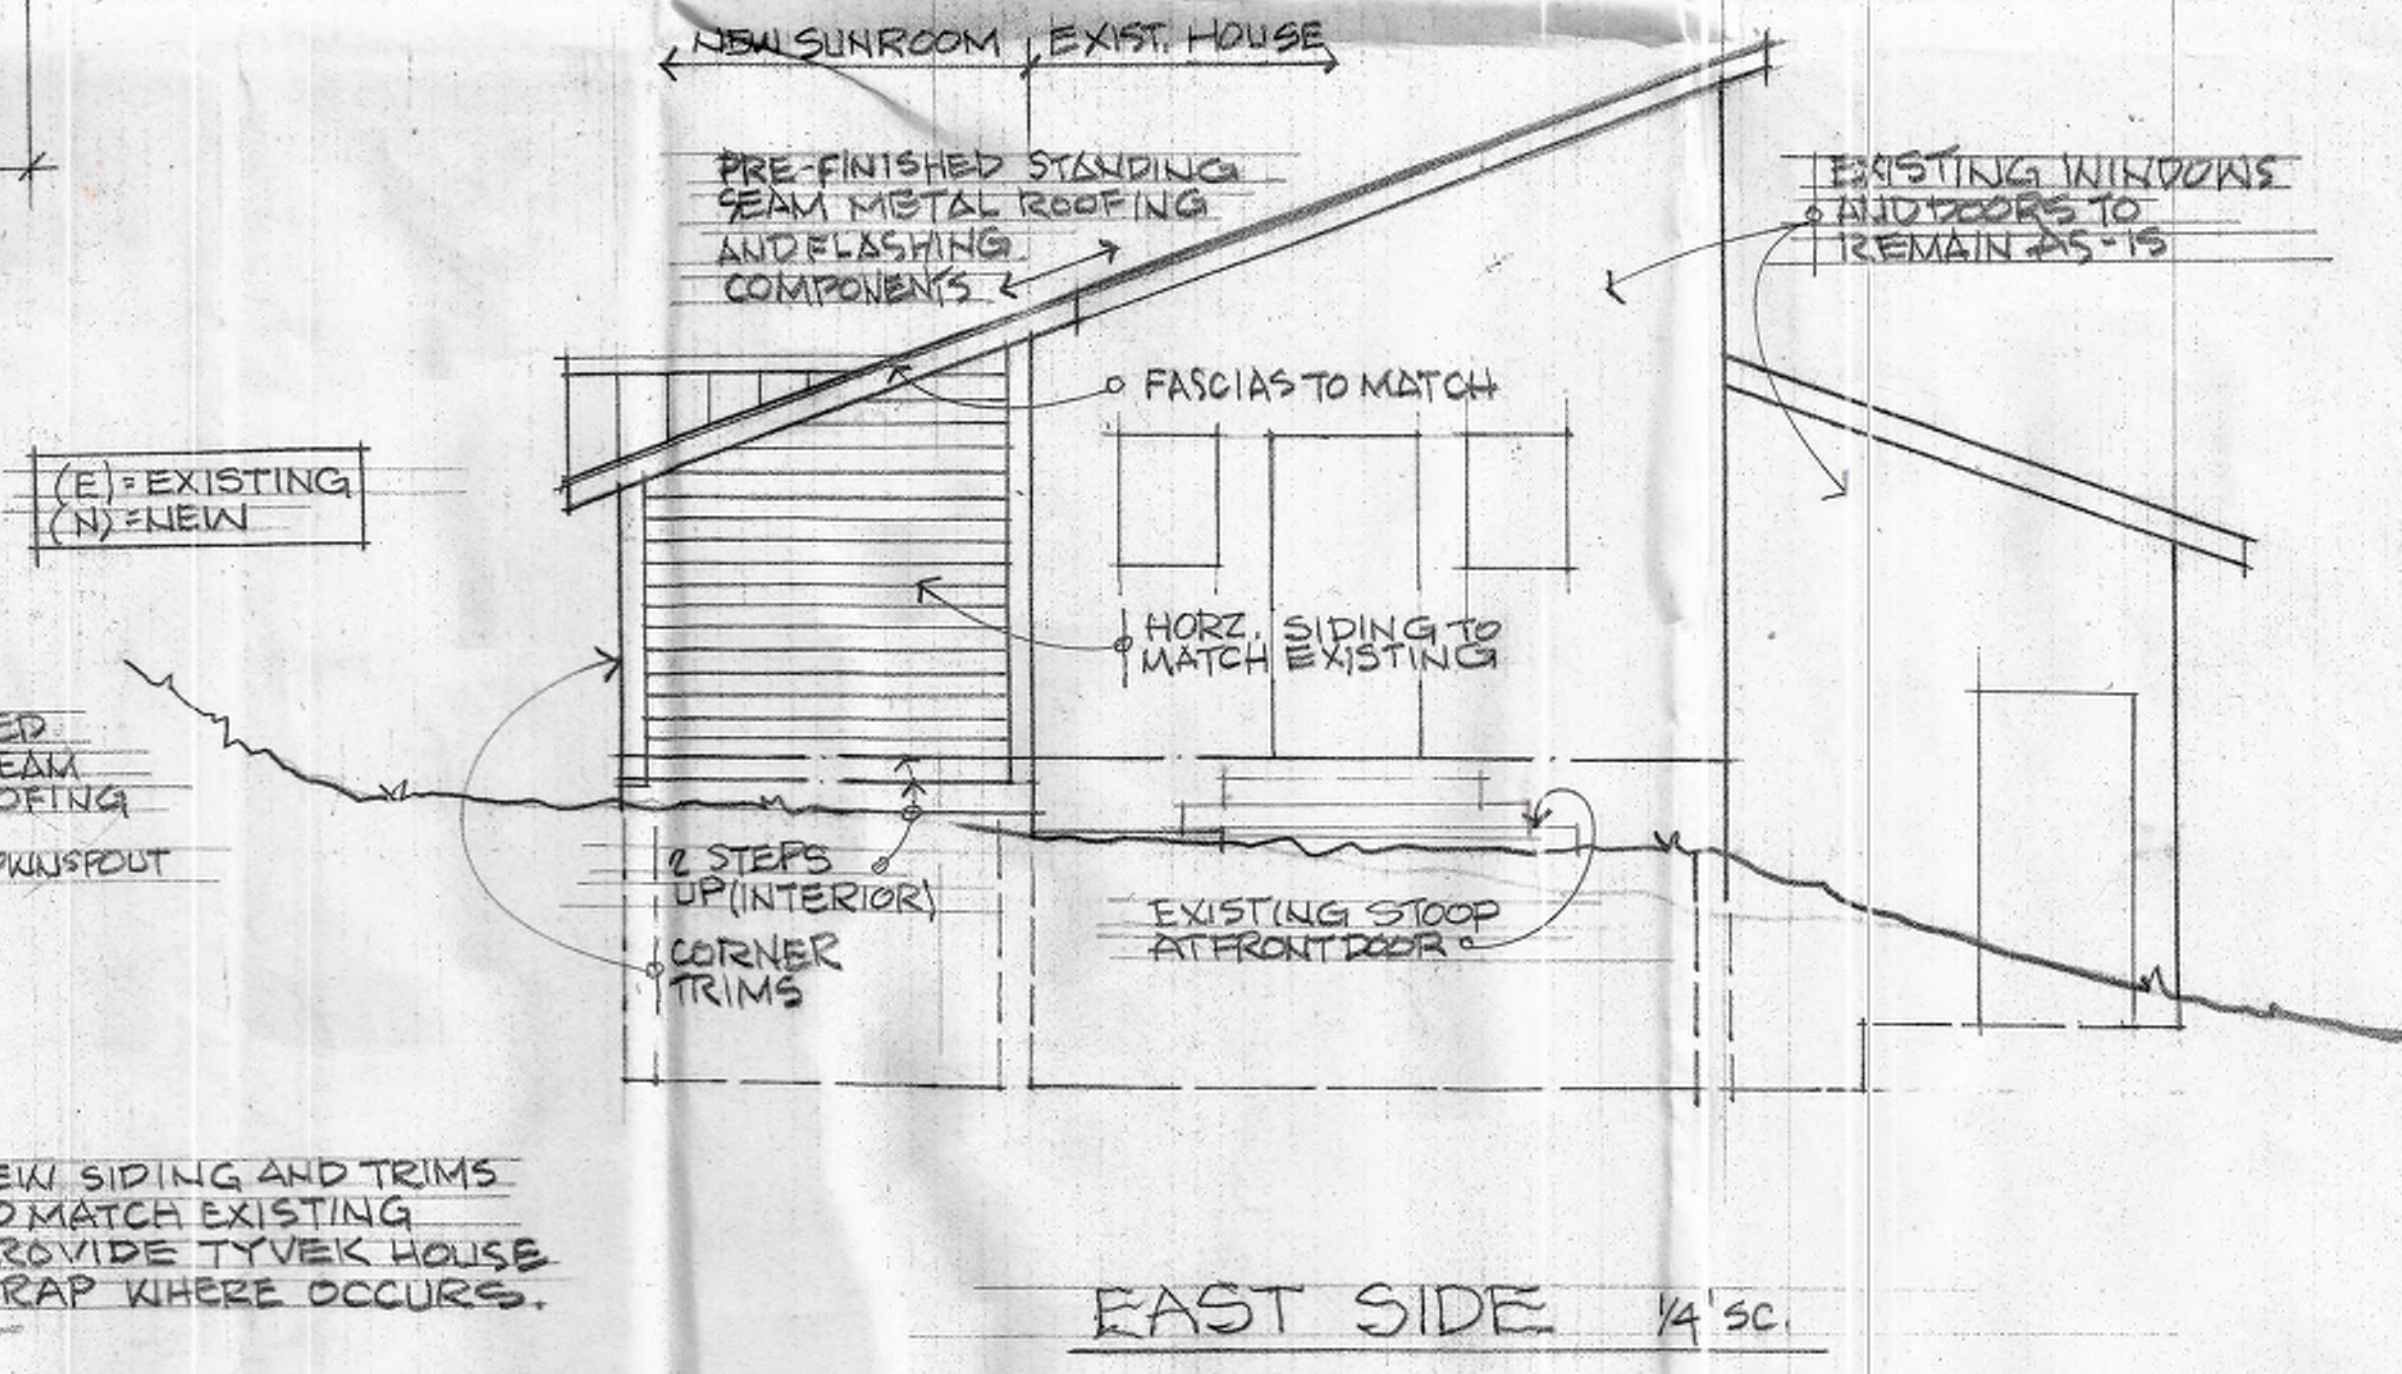 NEW SUNROOM
EXIST. HOUSE
PRE-FINISHED STANDING
SEAM METAL ROOFING
AND FLASHING
COMPONENTS
EXISTING WINDOWS
AND DOORS TO
REMAIN AS-IS
FASCIAS TO MATCH
(E) = EXISTING
(N) = NEW
HORZ. SIDING TO
MATCH EXISTING
ED
EAM
OFING
WNSPOUT
2 STEPS
UP (INTERIOR)
CORNER
TRIMS
EXISTING STOOP
AT FRONT DOOR
EW SIDING AND TRIMS
O MATCH EXISTING
ROVIDE TYVEK HOUSE
RAP WHERE OCCURS.
EAST SIDE 1/4" SC.